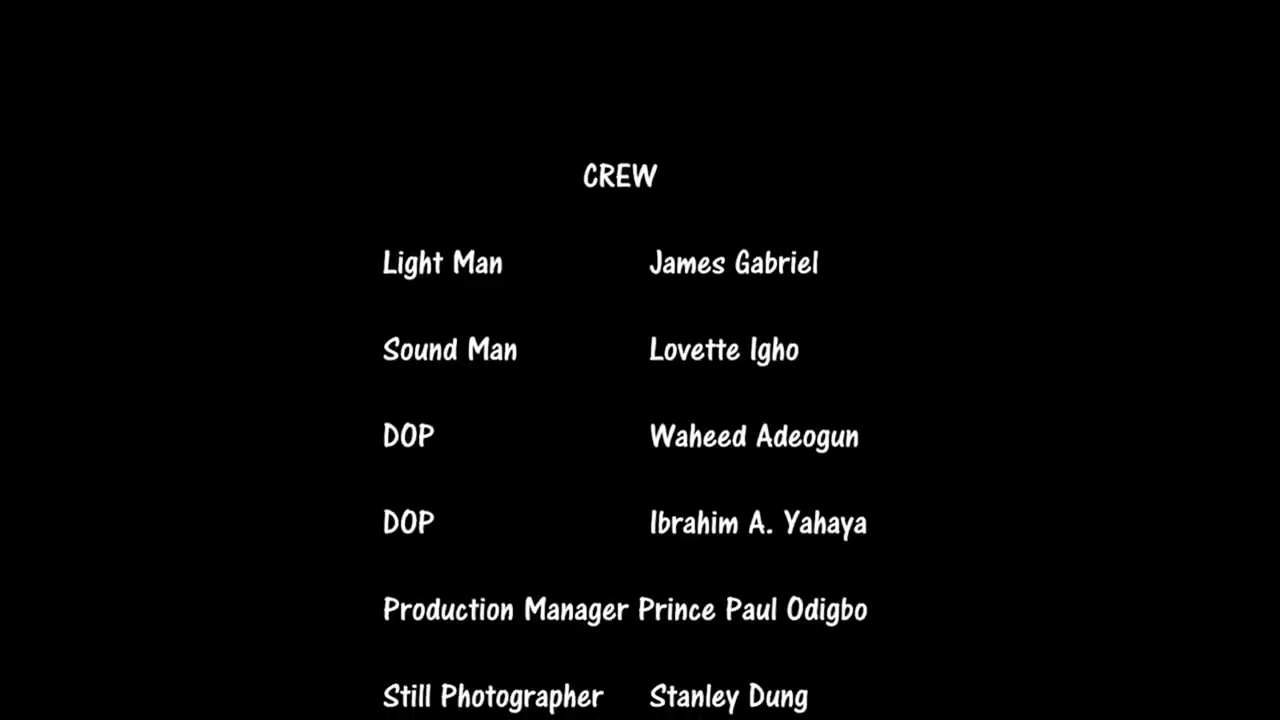 CREW
Light Man James Gabriel
Sound Man Lovette Igho
DOP Waheed Adeogun
DOP Ibrahim A. Yahaya
Production Manager Prince Paul Odigbo
Still Photographer Stanley Dung